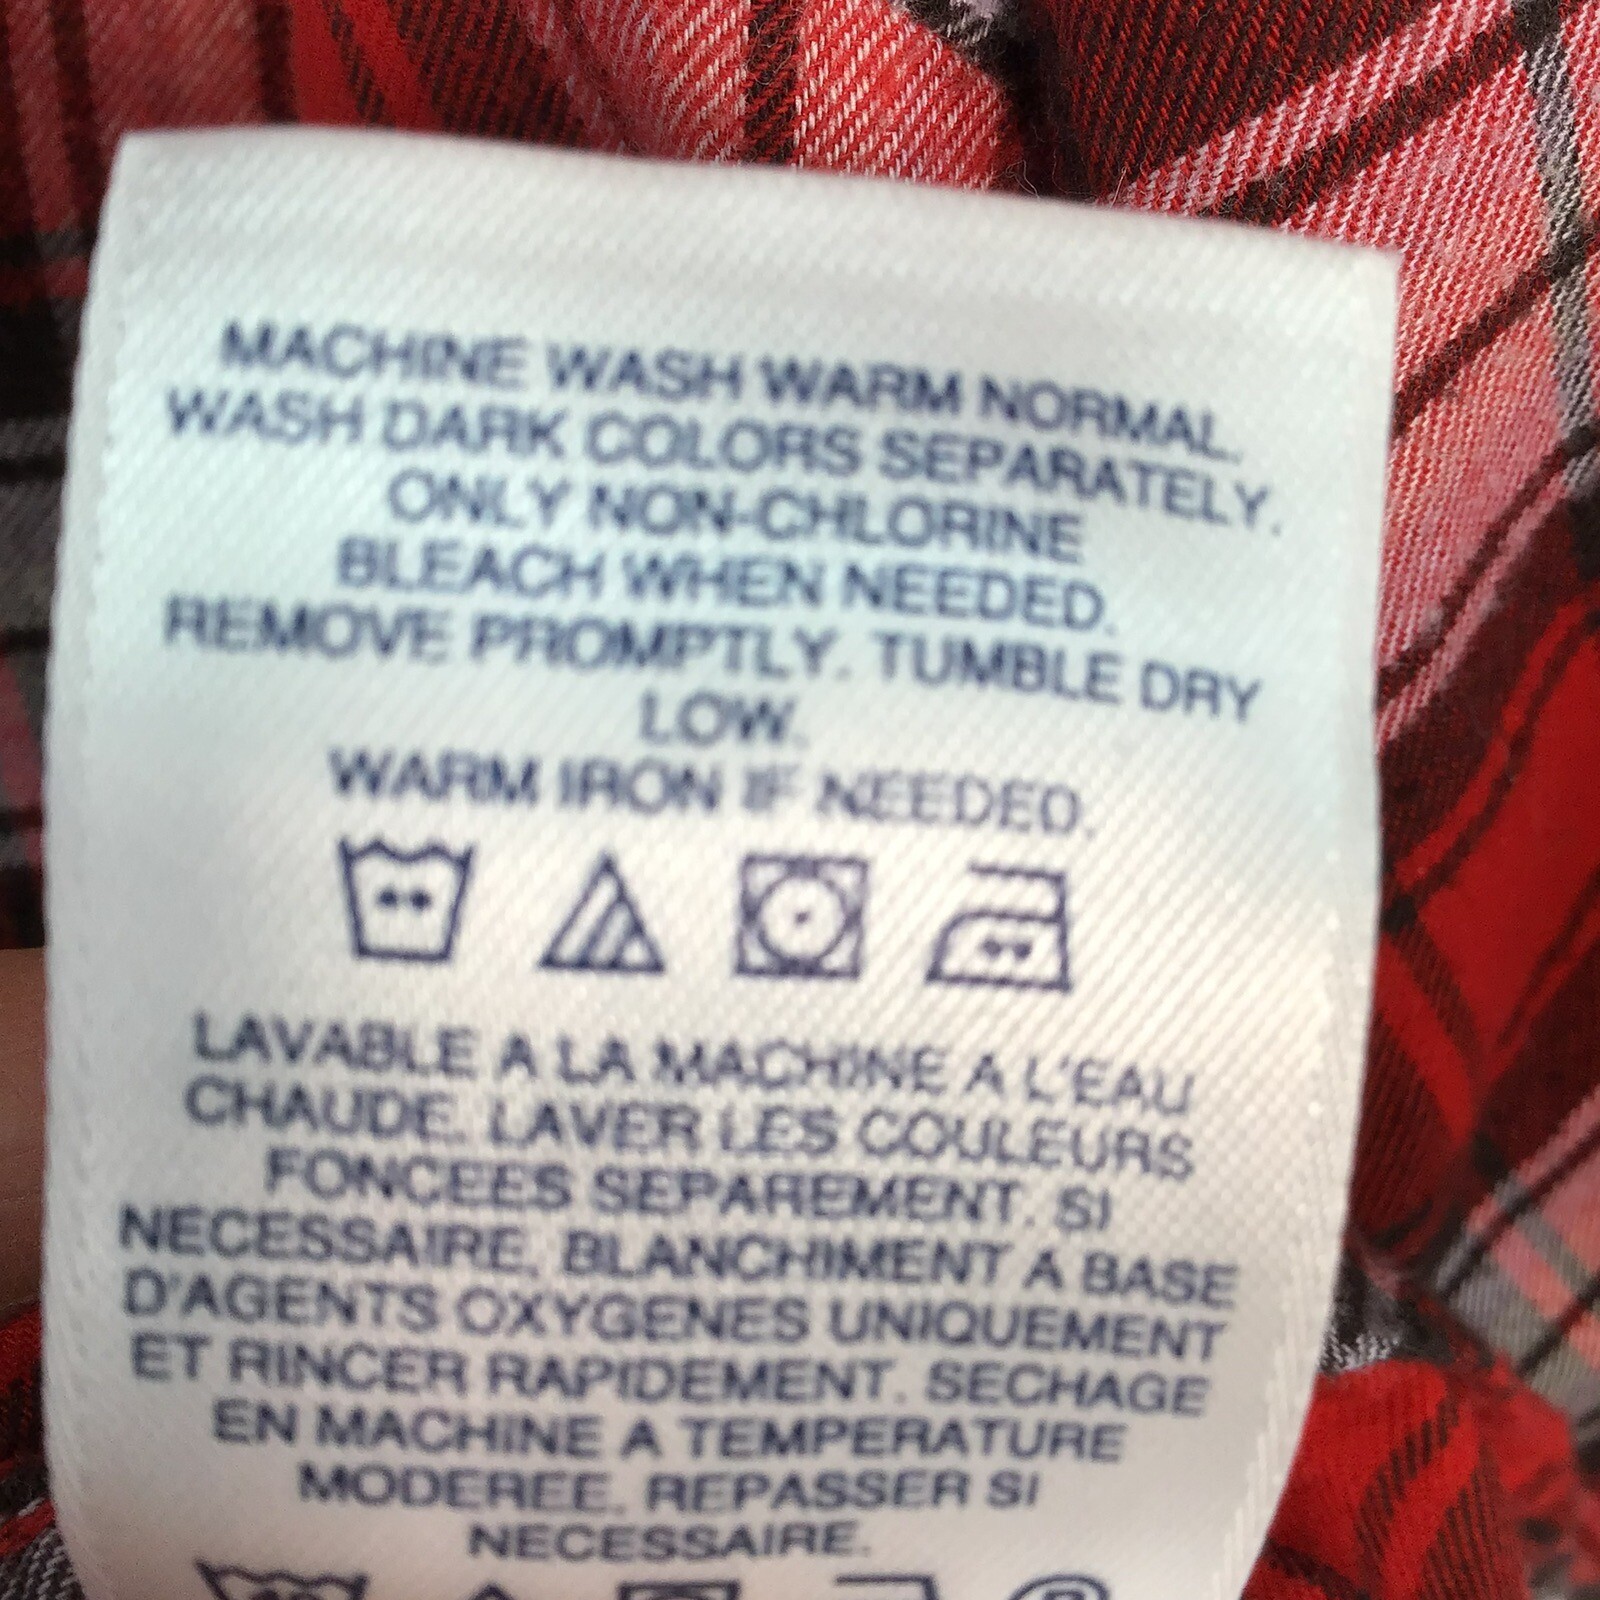 MACHINE WASH WARM NORMAL.
WASH DARK COLORS SEPARATELY.
ONLY NON-CHLORINE
BLEACH WHEN NEEDED.
REMOVE PROMPTLY. TUMBLE DRY
LOW.
WARM IRON IF NEEDED.
LAVABLE A LA MACHINE A L'EAU
CHAUDE. LAVER LES COULEURS
FONCEES SEPAREMENT. SI
NECESSAIRE, BLANCHIMENT A BASE
D'AGENTS OXYGENES UNIQUEMENT
ET RINCER RAPIDEMENT. SECHAGE
EN MACHINE A TEMPERATURE
MODEREE. REPASSER SI
NECESSAIRE.